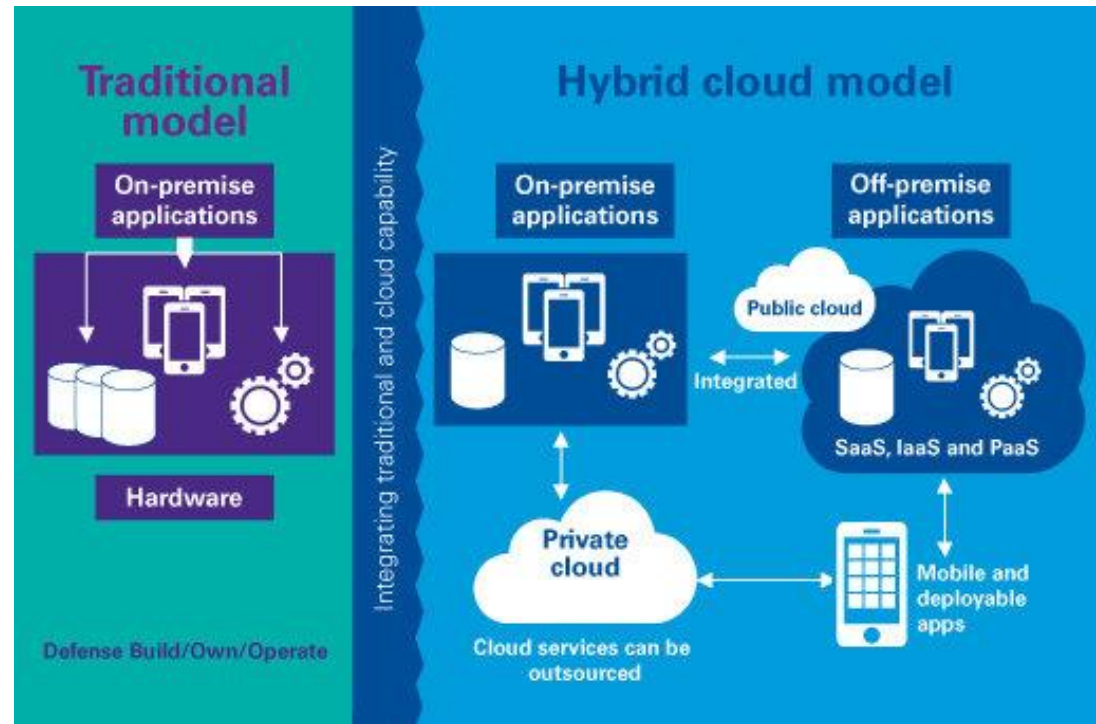 Traditional
model
On-premise
applications
Hardware
Defense Build/Own/Operate
Integrating traditional and cloud capability
Hybrid cloud model
On-premise
applications
Off-premise
applications
Public cloud
Integrated
SaaS, IaaS and PaaS
Private
cloud
Cloud services can be
outsourced
Mobile and
deployable
apps